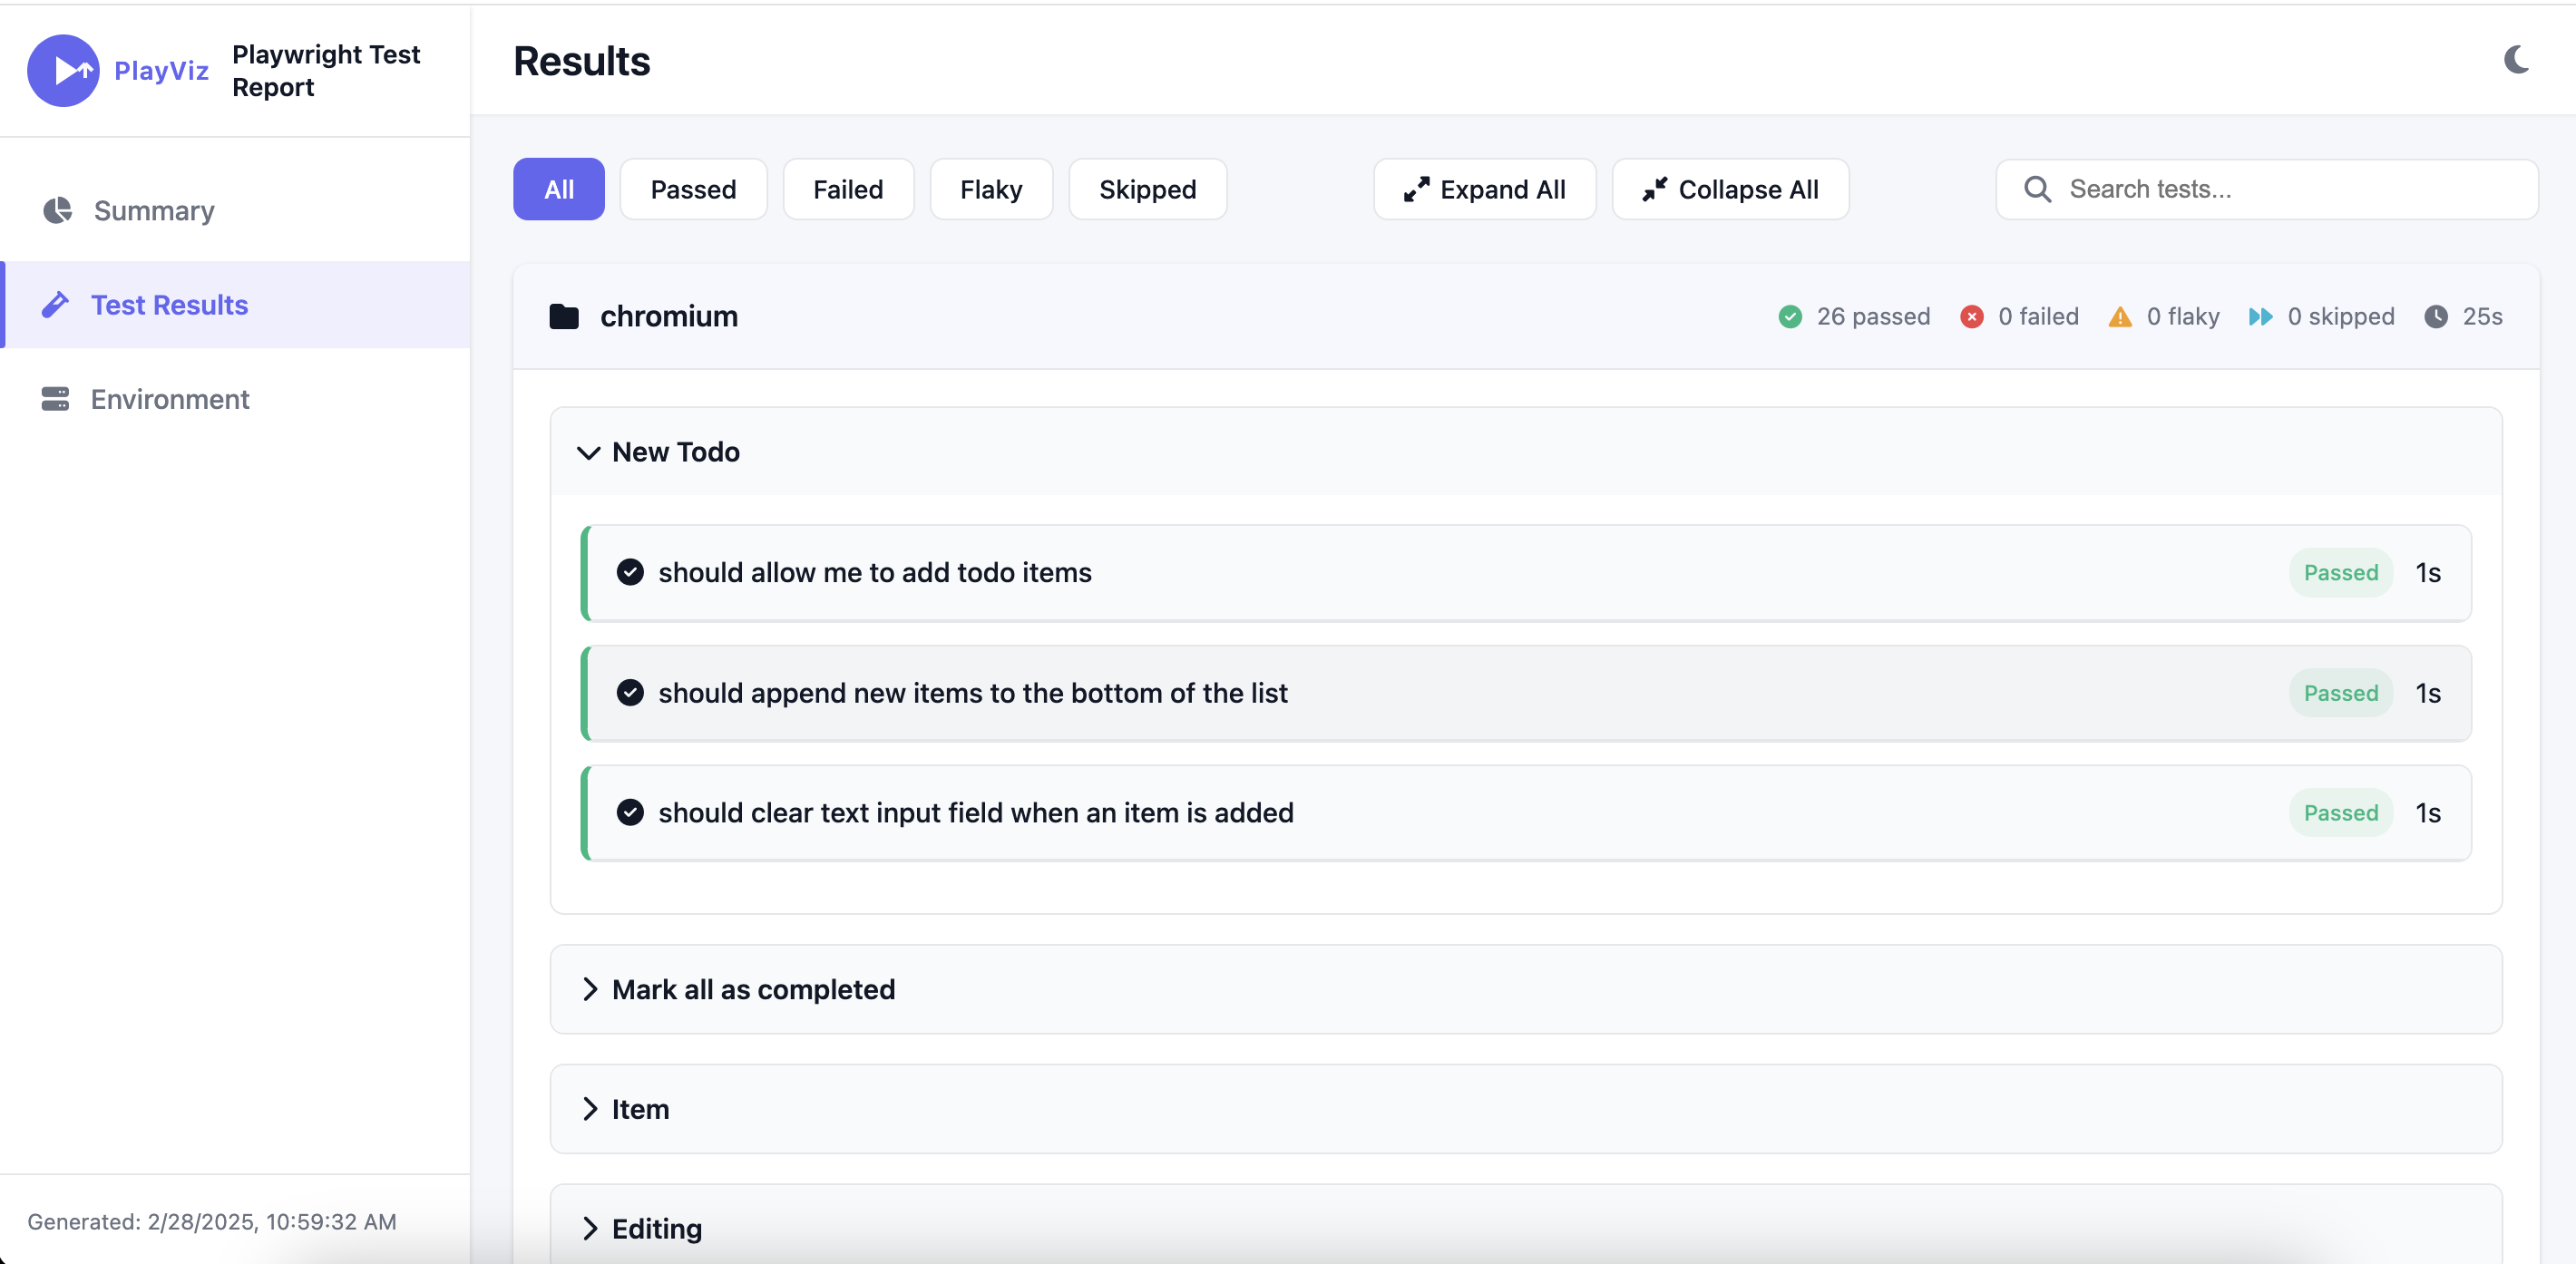 PlayViz
Playwright Test
Report
Summary
Test Results
Environment
Generated: 2/28/2025, 10:59:32 AM
Results
All
Passed
Failed
Flaky
Skipped
Expand All
Collapse All
Search tests...
chromium
26 passed
0 failed
0 flaky
0 skipped
25s
New Todo
should allow me to add todo items
Passed
1s
should append new items to the bottom of the list
Passed
1s
should clear text input field when an item is added
Passed
1s
Mark all as completed
Item
Editing